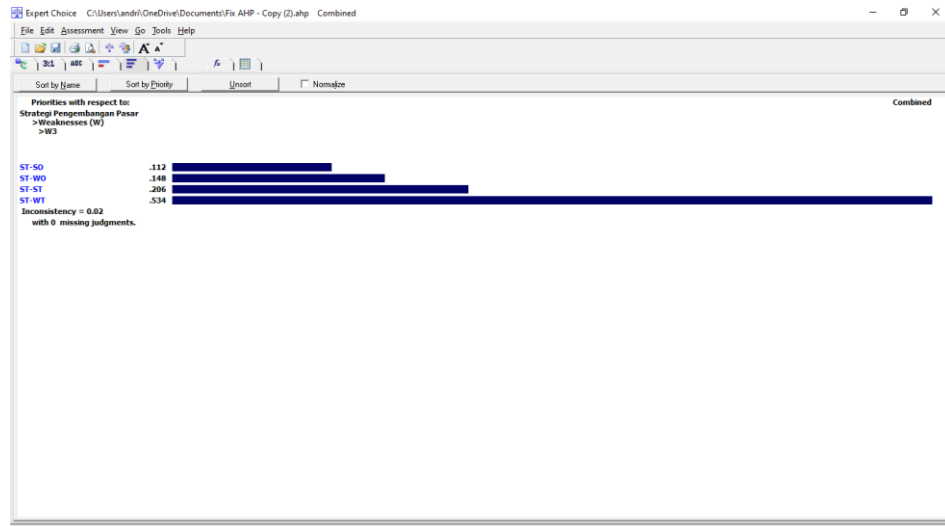 Expert Choice C:\Users\andri\OneDrive\Documents\Fix AHP - Copy (2).ahp Combined
File Edit Assessment View Go Tools Help
A A
3:1 ABC fx
Sort by Name Sort by Priority Unsort Normalize
Priorities with respect to: Combined
Strategi Pengembangan Pasar
>Weaknesses (W)
>W3
ST-SO .112
ST-WO .148
ST-ST .206
ST-WT .534
Inconsistency = 0.02
with 0 missing judgments.